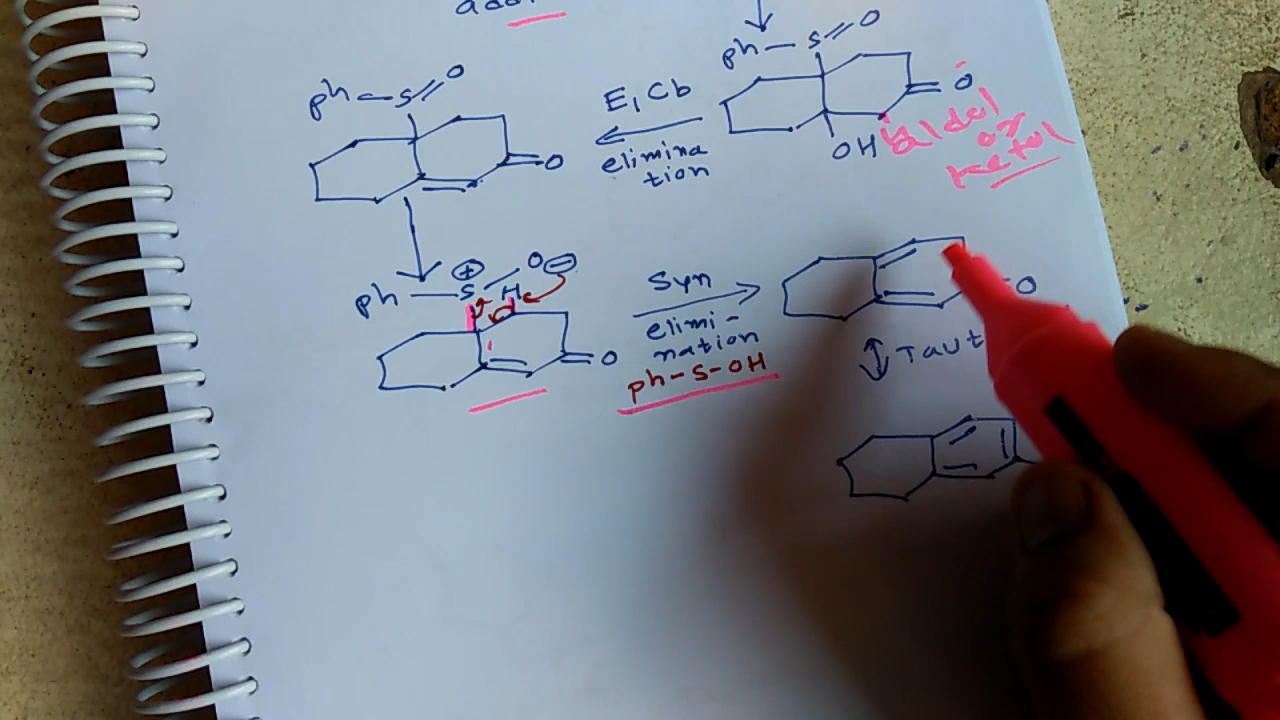 ph-S=O
OH
aldol
or
ketol
E1Cb
elimina
tion
ph-S=O
O
ph-S
⊕
O⊖
H
O
Syn
elimi-
nation
ph-S-OH
O
Taut